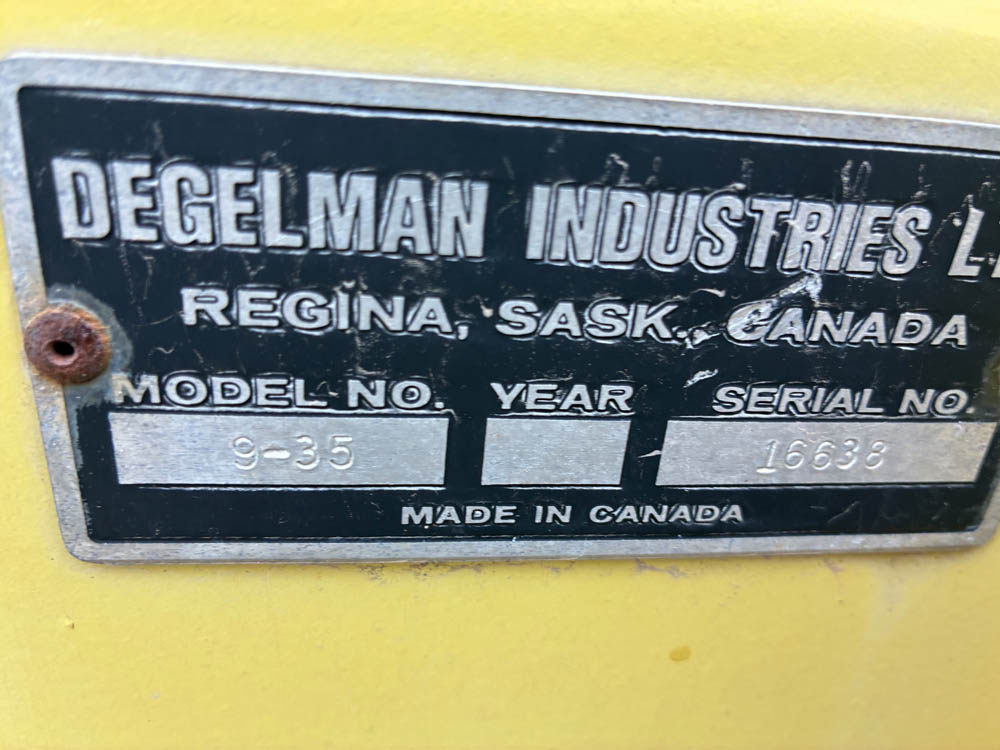 DEGELMAN INDUSTRIES
REGINA, SASK., CANADA
MODEL NO. YEAR SERIAL NO.
9-35 16638
MADE IN CANADA